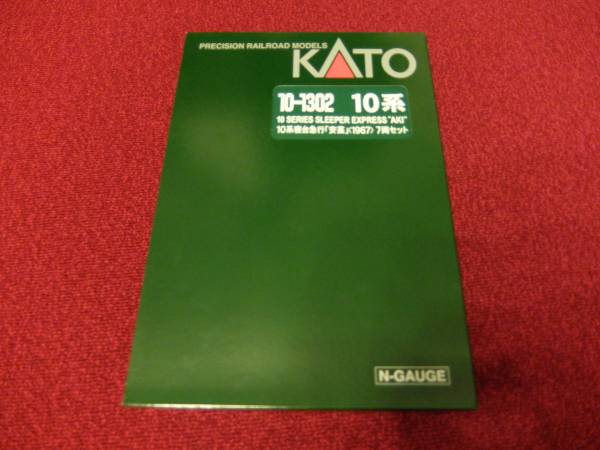 PRECISION RAILROAD MODELS
KATO
10-1302 10系
10 SERIES SLEEPER EXPRESS "AKI"
10系寝台急行「安芸」(1967) 7両セット
N-GAUGE